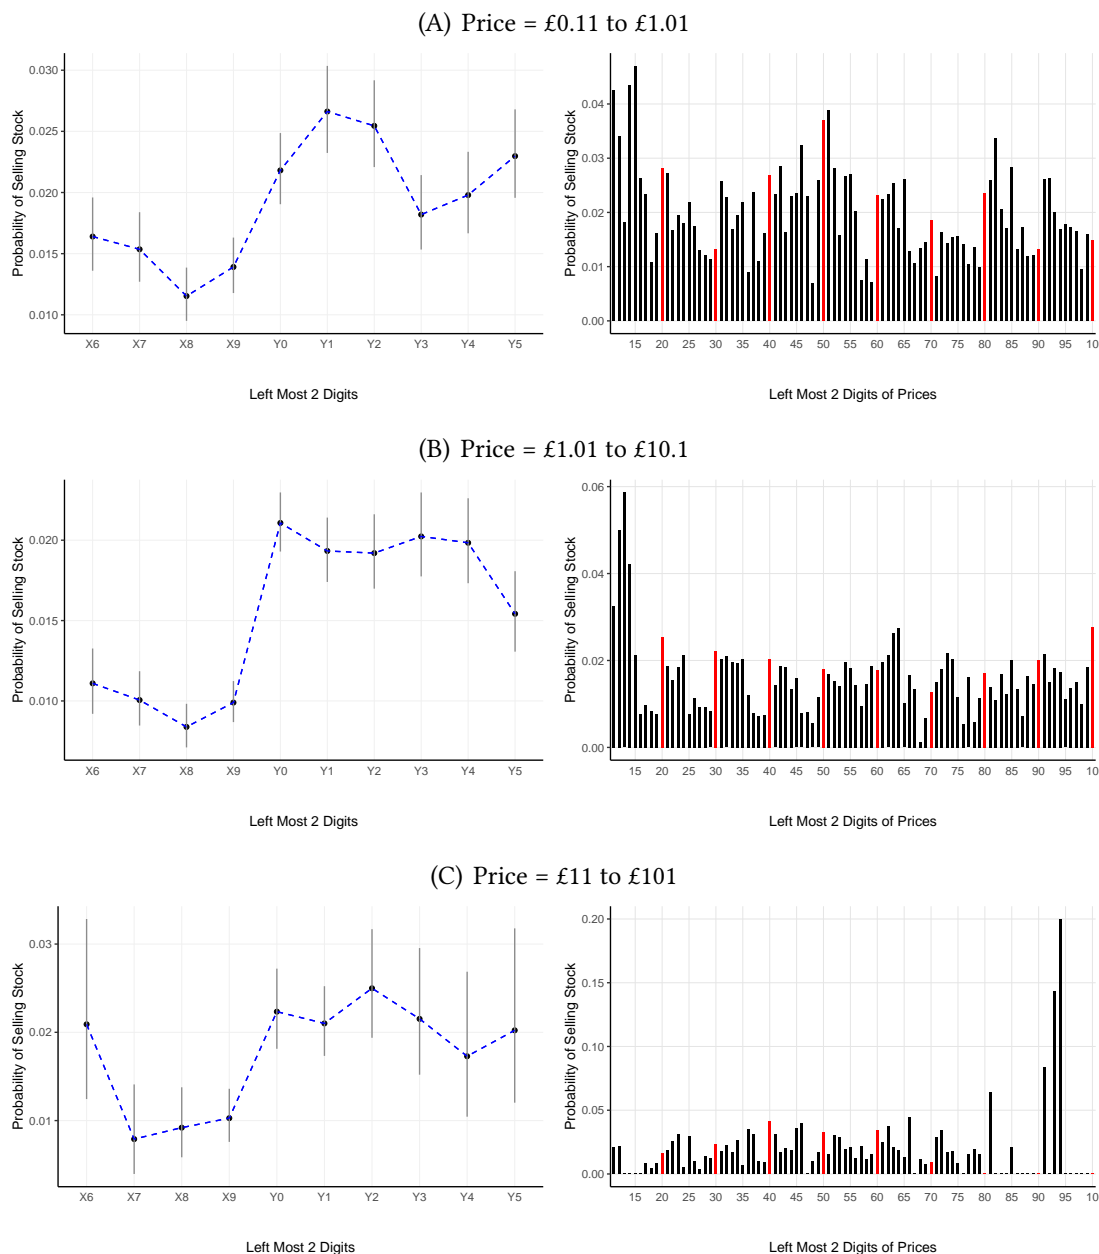 (A) Price = £0.11 to £1.01
Probability of Selling Stock
0.030
0.025
0.020
0.015
0.010
X6 X7 X8 X9 Y0 Y1 Y2 Y3 Y4 Y5
Left Most 2 Digits
Probability of Selling Stock
0.04
0.03
0.02
0.01
0.00
15 20 25 30 35 40 45 50 55 60 65 70 75 80 85 90 95 10
Left Most 2 Digits of Prices
(B) Price = £1.01 to £10.1
Probability of Selling Stock
0.020
0.015
0.010
X6 X7 X8 X9 Y0 Y1 Y2 Y3 Y4 Y5
Left Most 2 Digits
Probability of Selling Stock
0.06
0.04
0.02
0.00
15 20 25 30 35 40 45 50 55 60 65 70 75 80 85 90 95 10
Left Most 2 Digits of Prices
(C) Price = £11 to £101
Probability of Selling Stock
0.03
0.02
0.01
X6 X7 X8 X9 Y0 Y1 Y2 Y3 Y4 Y5
Left Most 2 Digits
Probability of Selling Stock
0.20
0.15
0.10
0.05
0.00
15 20 25 30 35 40 45 50 55 60 65 70 75 80 85 90 95 10
Left Most 2 Digits of Prices